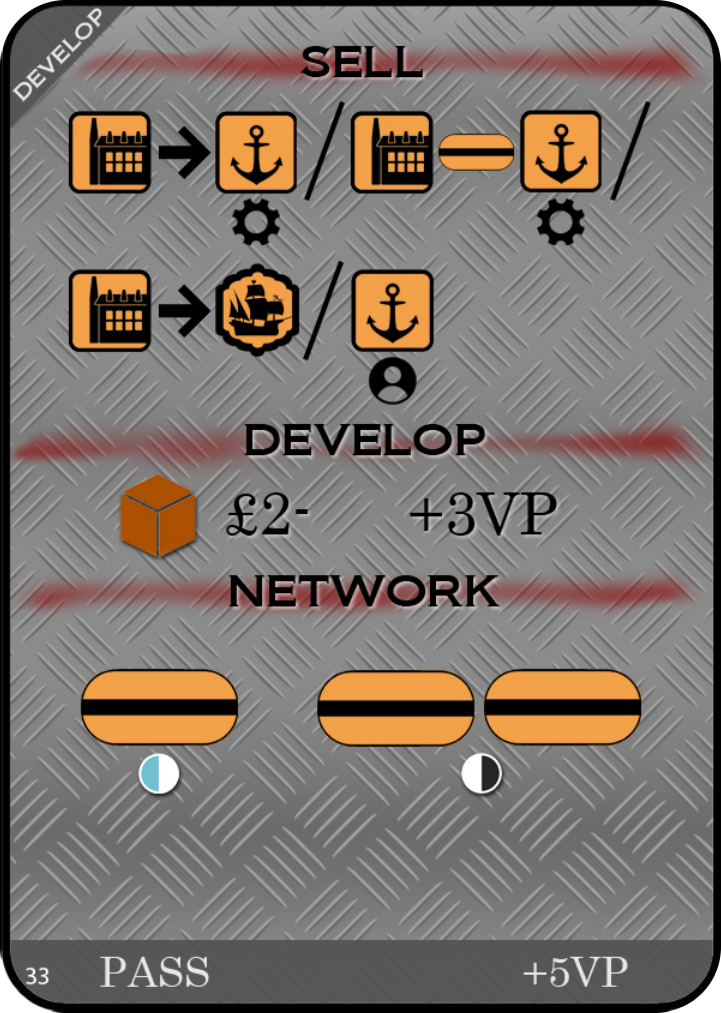 DEVELOP
SELL
DEVELOP
£2- +3VP
NETWORK
33 PASS +5VP